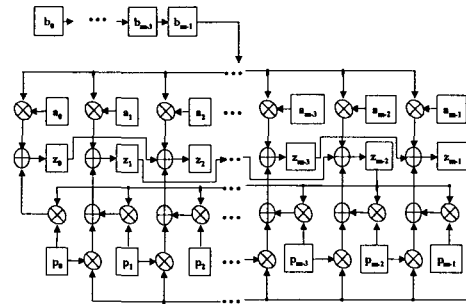 b0 ••• bm-3 bm-1
•••
a0 a1 a2 ••• am-3 am-2 am-1
z0 z1 z2 ••• zm-3 zm-2 zm-1
•••
•••
p0 p1 p2 ••• pm-3 pm-2 pm-1
•••